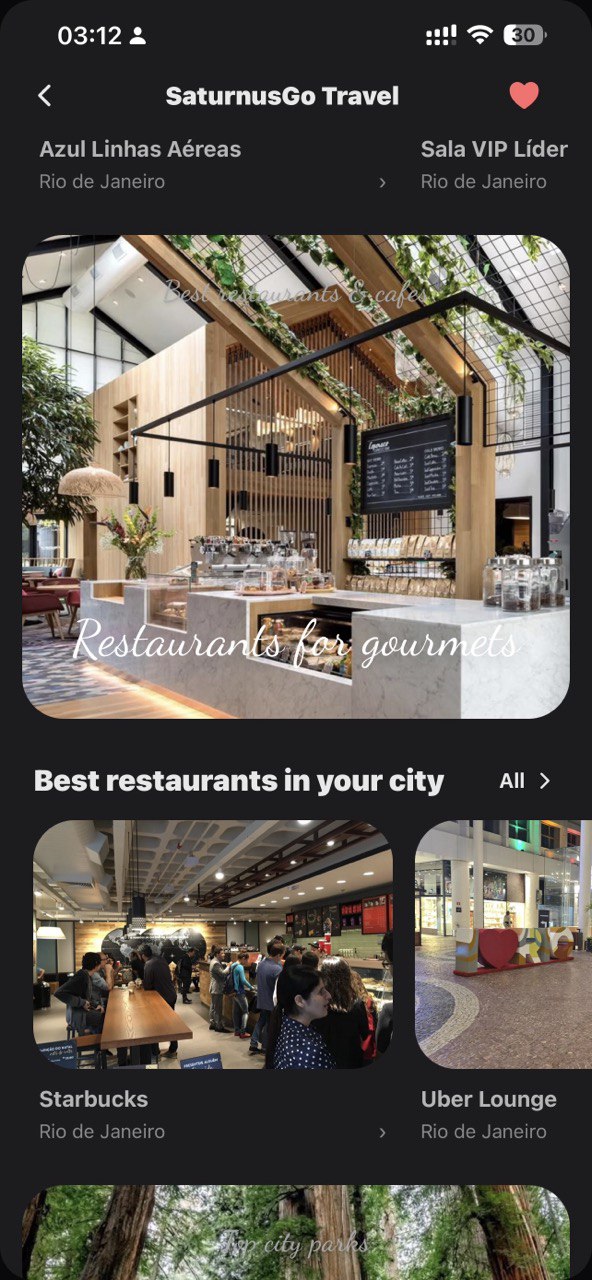 03:12
30
SaturnusGo Travel
Azul Linhas Aéreas
Sala VIP Líder
Rio de Janeiro
›
Rio de Janeiro
Best restaurants & cafes
Restaurants for gourmets
Best restaurants in your city
All
Starbucks
Uber Lounge
Rio de Janeiro
›
Rio de Janeiro
Top city parks